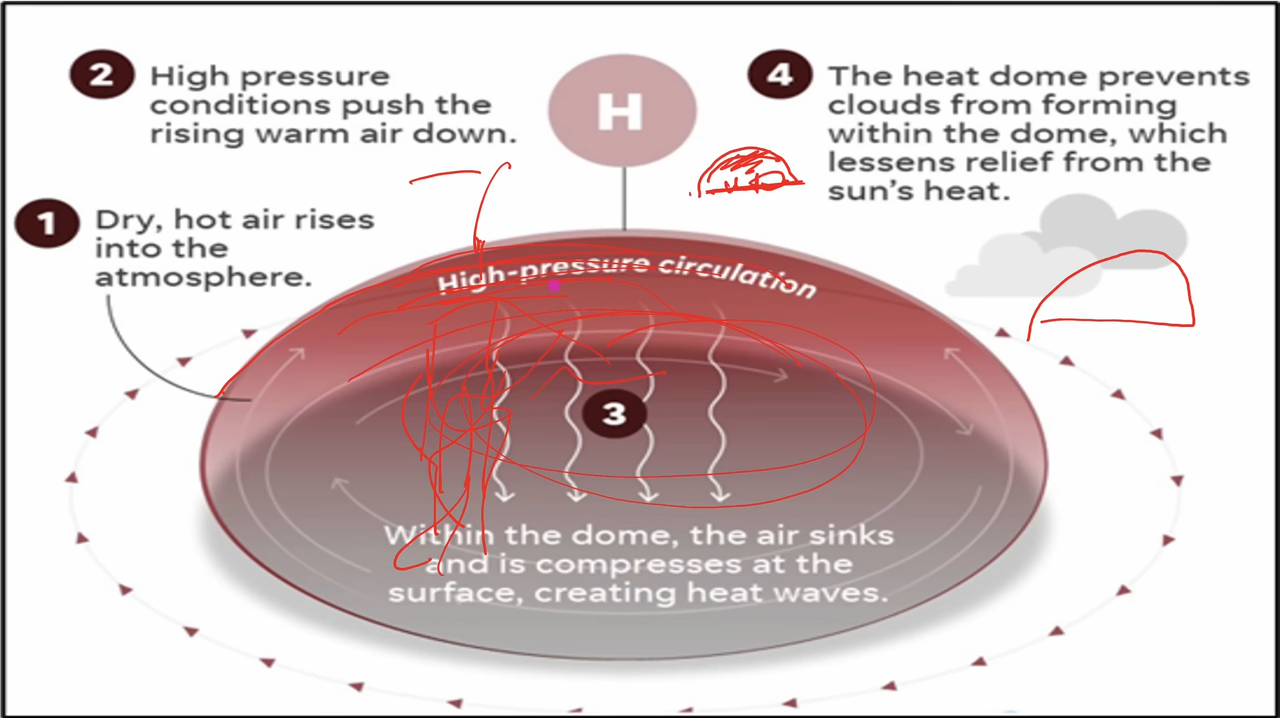 1
Dry, hot air rises
into the
atmosphere.
2
High pressure
conditions push the
rising warm air down.
H
4
The heat dome prevents
clouds from forming
within the dome, which
lessens relief from the
sun's heat.
High-pressure circulation
3
Within the dome, the air sinks
and is compresses at the
surface, creating heat waves.